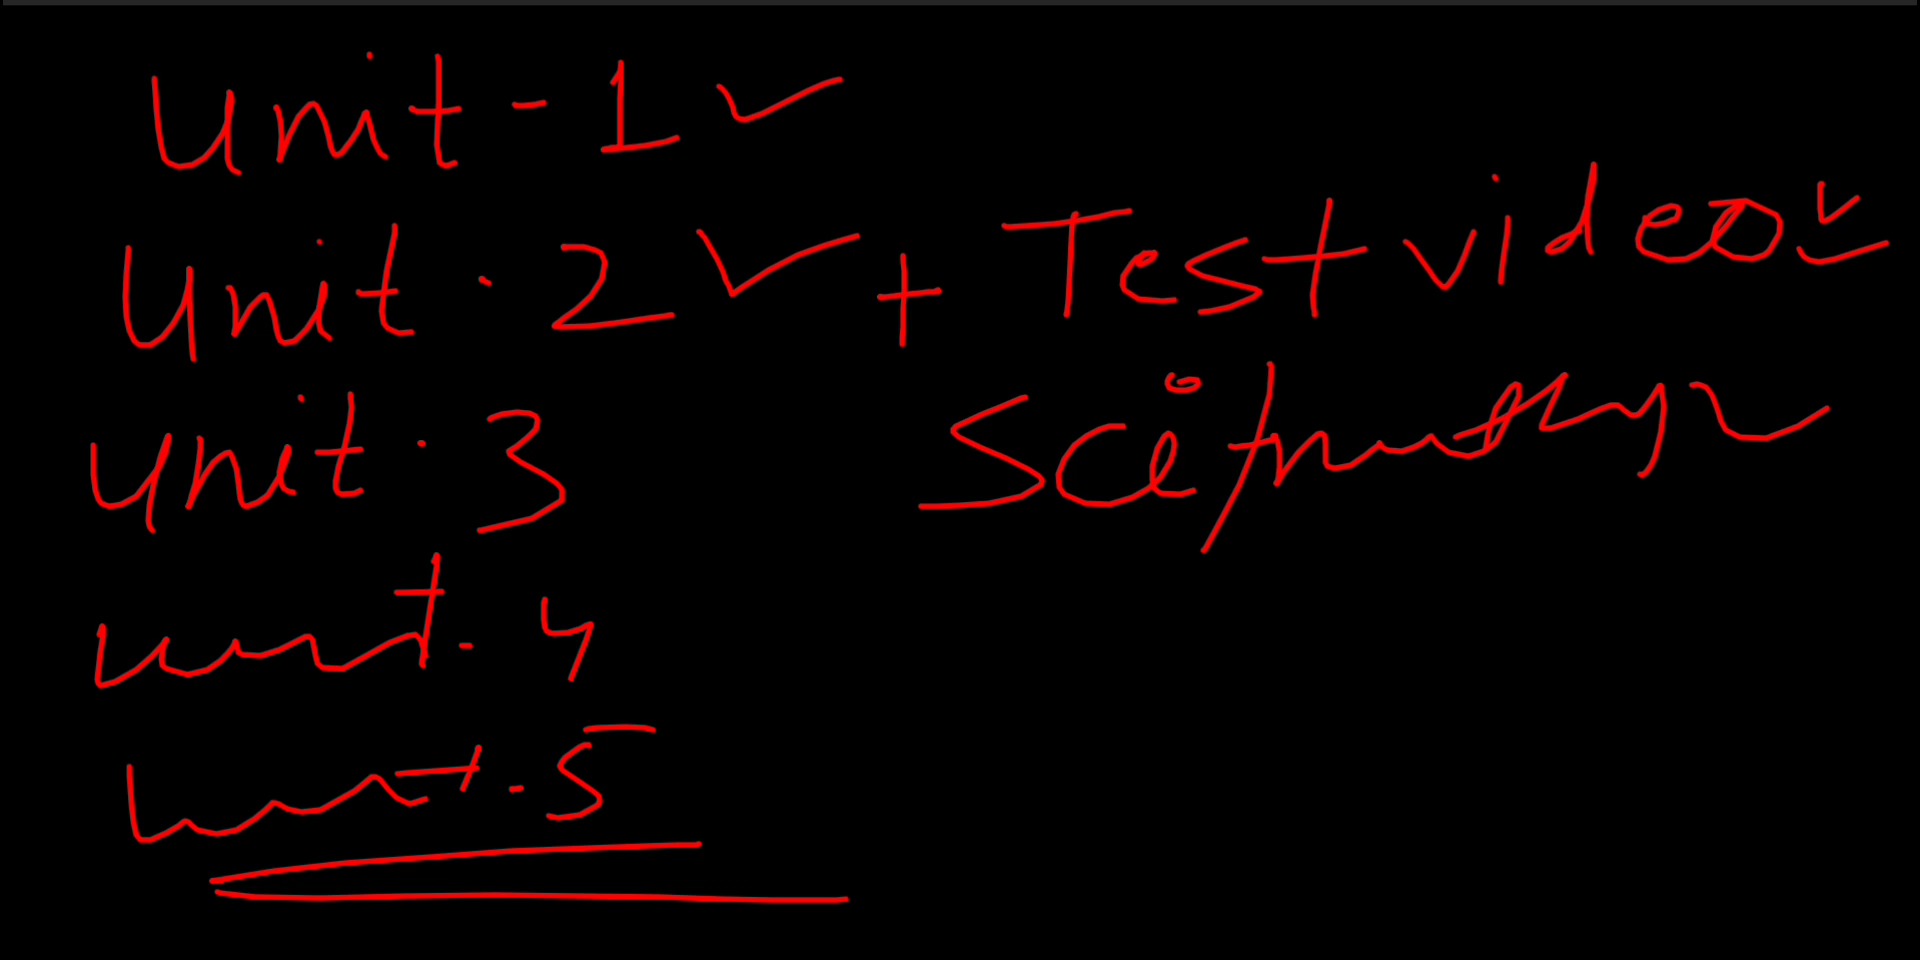 Unit - 1 ✓
Unit - 2 ✓ + Test video ✓
Unit - 3
Unit - 4
Unit - 5